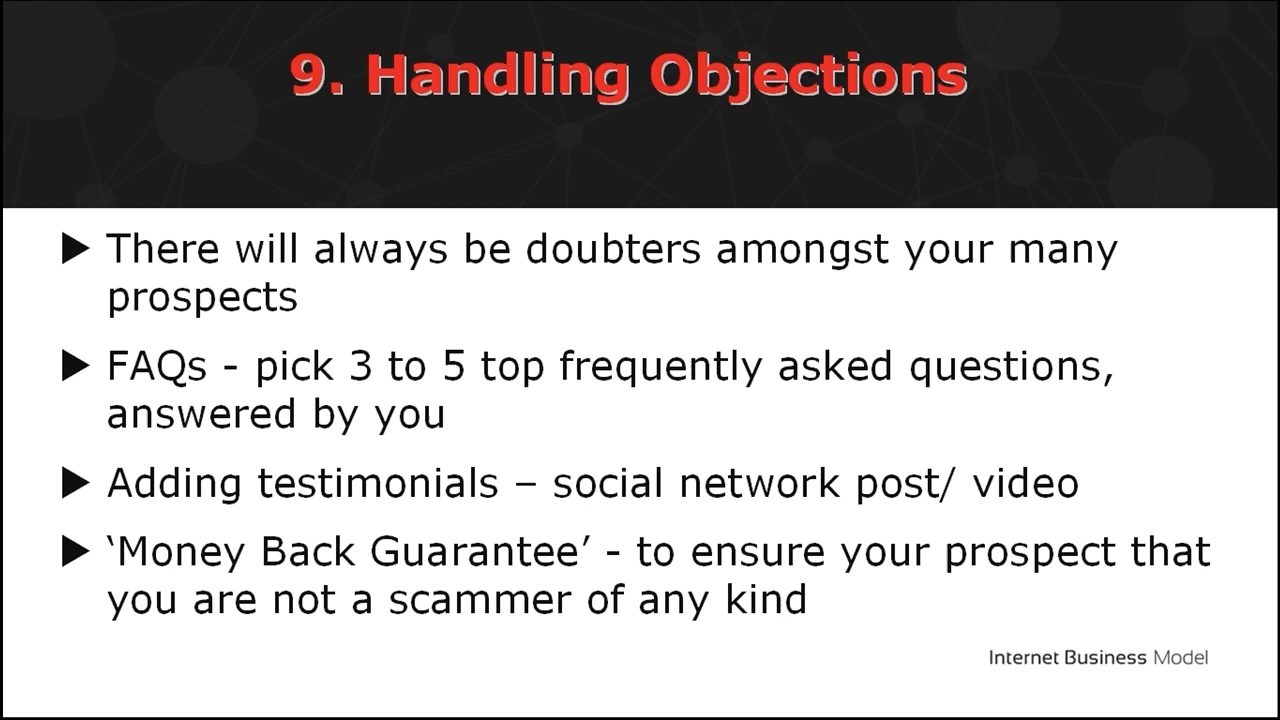 9. Handling Objections
▶ There will always be doubters amongst your many
prospects
▶ FAQs - pick 3 to 5 top frequently asked questions,
answered by you
▶ Adding testimonials – social network post/ video
▶ ‘Money Back Guarantee’ - to ensure your prospect that
you are not a scammer of any kind
Internet Business Model